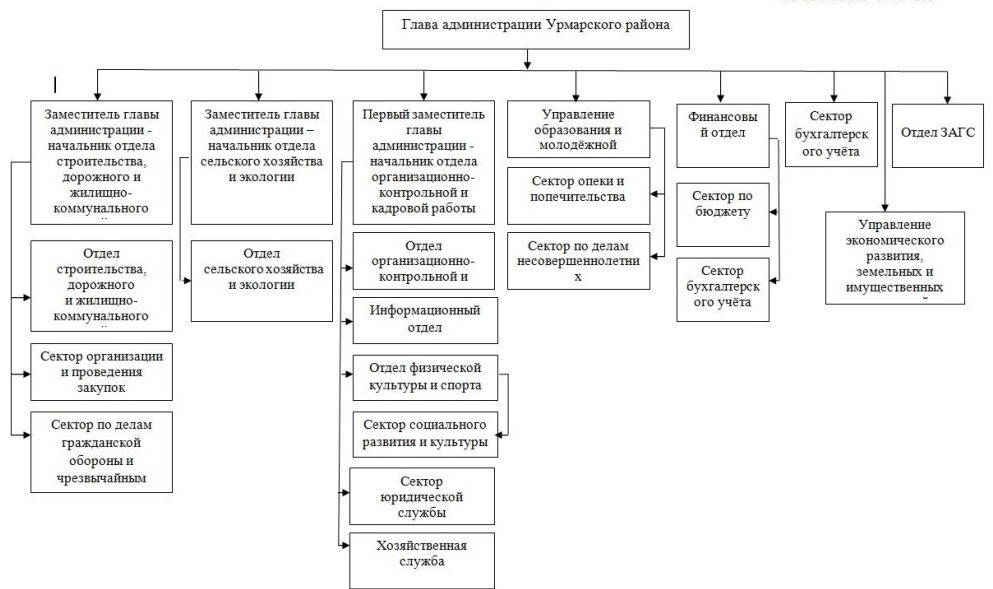 Глава администрации Урмарского района
Заместитель главы
администрации -
начальник отдела
строительства,
дорожного и
жилищно-
коммунального
Заместитель главы
администрации –
начальник отдела
сельского хозяйства
и экологии
Первый заместитель
главы
администрации -
начальник отдела
организационно-
контрольной и
кадровой работы
Управление
образования и
молодёжной
Финансовы
й отдел
Сектор
бухгалтерск
ого учёта
Отдел ЗАГС
Сектор опеки и
попечительства
Сектор по
бюджету
Управление
экономического
развития,
земельных и
имущественных
Отдел
строительства,
дорожного
и жилищно-
коммунального
Отдел
сельского хозяйства
и экологии
Отдел
организационно-
контрольной и
Сектор по делам
несовершеннолетни
х
Сектор
бухгалтерск
ого учёта
Информационный
отдел
Сектор организации
и проведения
закупок
Отдел физической
культуры и спорта
Сектор по делам
гражданской
обороны и
чрезвычайным
Сектор социального
развития и культуры
Сектор
юридической
службы
Хозяйственная
служба